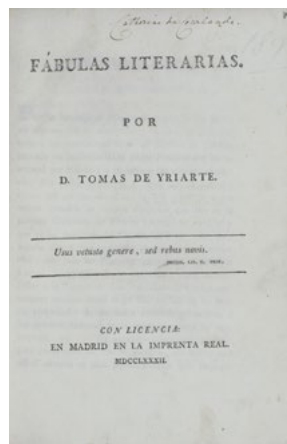 FÁBULAS LITERARIAS.
POR
D. TOMAS DE YRIARTE.
Usus vetusto genere, sed rebus novis.
CON LICENCIA:
EN MADRID EN LA IMPRENTA REAL.
MDCCLXXXII.